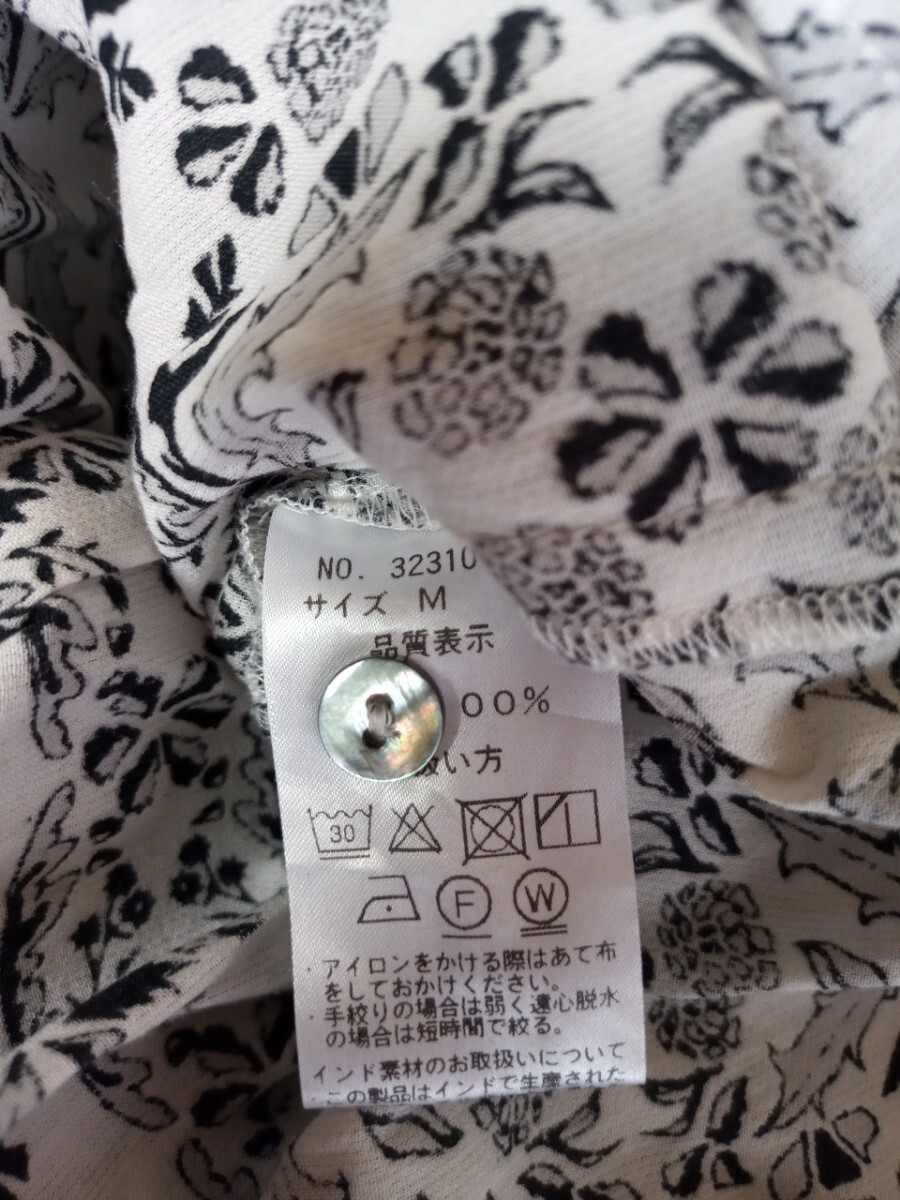 NO. 32310
サイズ M
品質表示
00%
扱い方
30
F W
・アイロンをかける際はあて布
をしておかけください。
・手絞りの場合は弱く遠心脱水
の場合は短時間で絞る。
インド素材のお取扱いについて
・この製品はインドで生産された